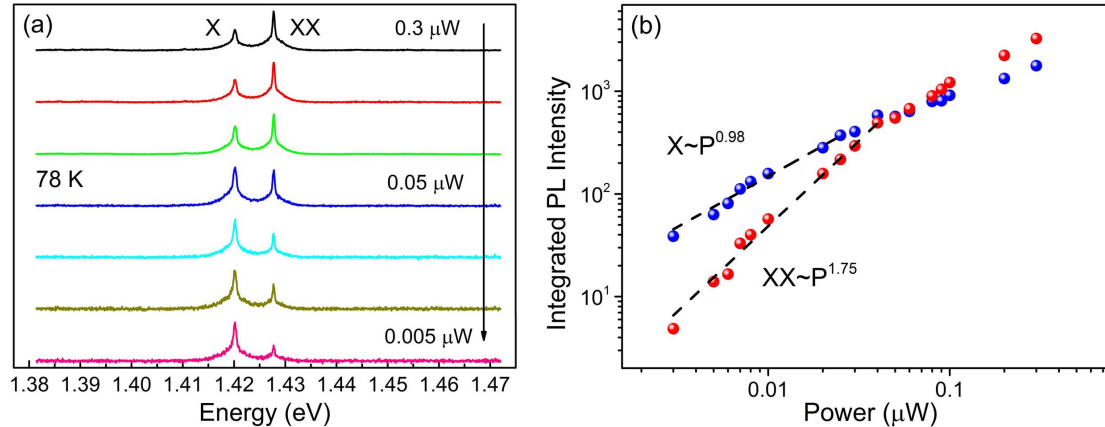 (a)
X XX
0.3 μW
78 K
0.05 μW
0.005 μW
1.38 1.39 1.40 1.41 1.42 1.43 1.44 1.45 1.46 1.47
Energy (eV)
(b)
Integrated PL Intensity
10³
10²
10¹
X~P⁰·⁹⁸
XX~P¹·⁷⁵
0.01 0.1
Power (μW)